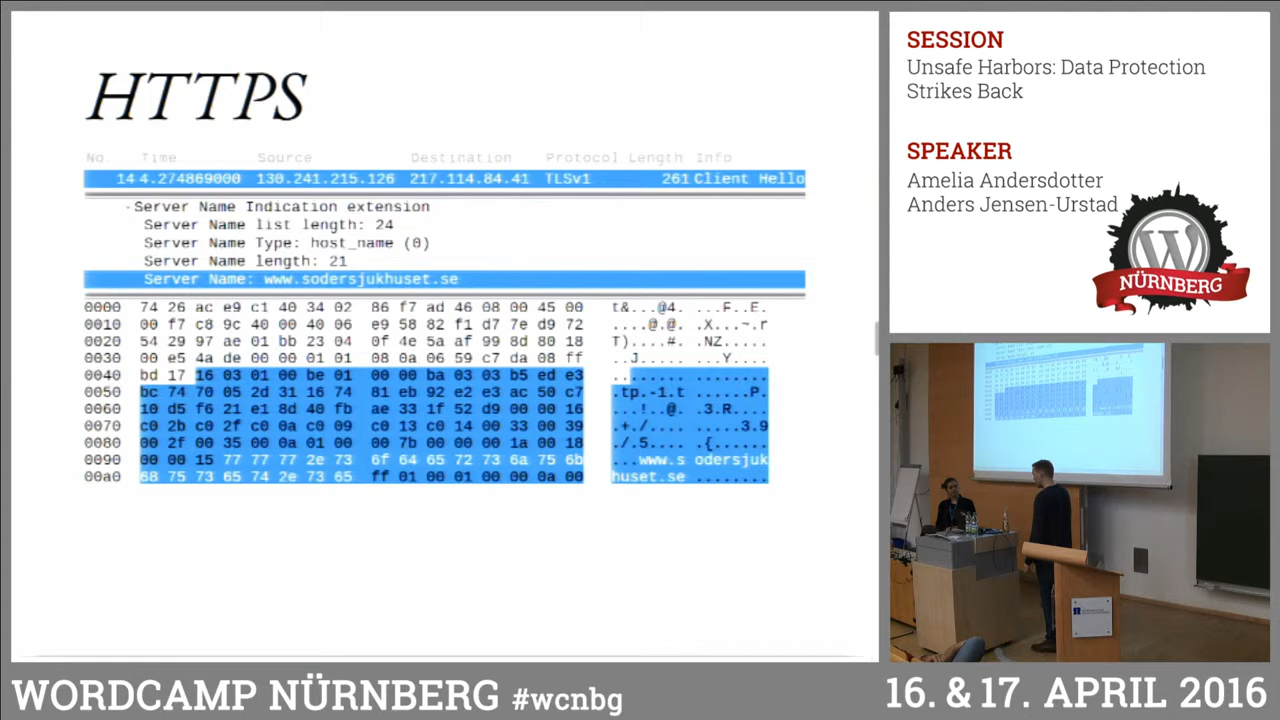 HTTPS
No. Time Source Destination Protocol Length Info
14 4.274869000 130.241.215.126 217.114.84.41 TLSv1 261 Client Hello
-Server Name Indication extension
Server Name list length: 24
Server Name Type: host_name (0)
Server Name length: 21
Server Name: www.sodersjukhuset.se
0000 74 26 ac e9 c1 40 34 02 86 f7 ad 46 08 00 45 00 t&...@4. ...F..E.
0010 00 f7 c8 9c 40 00 40 06 e9 58 82 f1 d7 7e d9 72 ....@.@. .X...~.r
0020 54 29 97 ae 01 bb 23 04 0f 4e 5a af 99 8d 80 18 T)....#. .NZ.....
0030 00 e5 4a de 00 00 01 01 08 0a 06 59 c7 da 08 ff ..J..... ...Y....
0040 bd 17 16 03 01 00 be 01 00 00 ba 03 03 b5 ed e3 ........ ........
0050 bc 74 70 05 2d 31 16 74 81 eb 92 e2 e3 ac 50 c7 .tp.-1.t ......P.
0060 10 d5 f6 21 e1 8d 40 fb ae 33 1f 52 d9 00 00 16 ...!..@. .3.R....
0070 c0 2b c0 2f c0 0a c0 09 c0 13 c0 14 00 33 00 39 .+./.... .....3.9
0080 00 2f 00 35 00 0a 01 00 00 7b 00 00 00 1a 00 18 ./.5.... .{......
0090 00 00 15 77 77 77 2e 73 6f 64 65 72 73 6a 75 6b ...www.s odersjuk
00a0 68 75 73 65 74 2e 73 65 ff 01 00 01 00 00 0a 00 huset.se ........
SESSION
Unsafe Harbors: Data Protection
Strikes Back
SPEAKER
Amelia Andersdotter
Anders Jensen-Urstad
W
NÜRNBERG
WORDCAMP NÜRNBERG #wcnbg
16. & 17. APRIL 2016